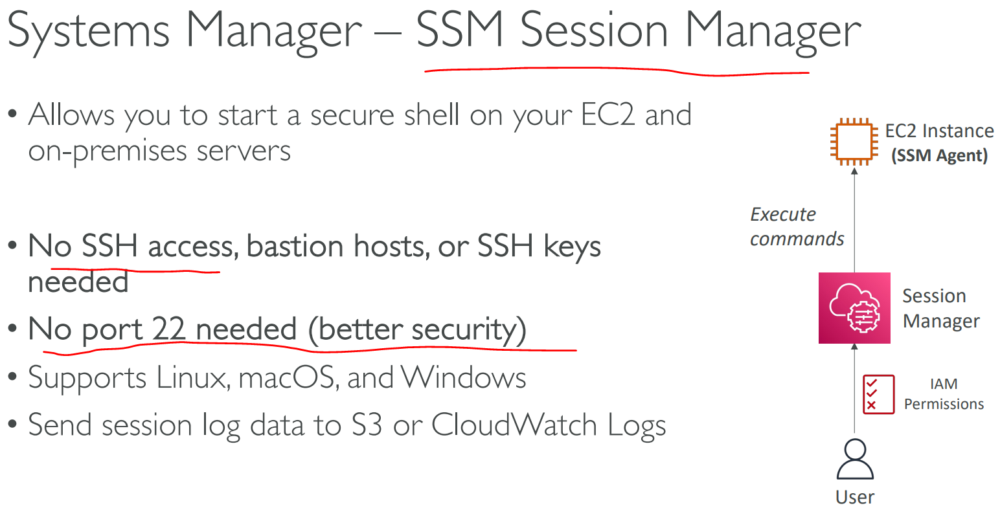 Systems Manager – SSM Session Manager
• Allows you to start a secure shell on your EC2 and
on-premises servers
• No SSH access, bastion hosts, or SSH keys
needed
• No port 22 needed (better security)
• Supports Linux, macOS, and Windows
• Send session log data to S3 or CloudWatch Logs
EC2 Instance
(SSM Agent)
Execute
commands
Session
Manager
IAM
Permissions
User